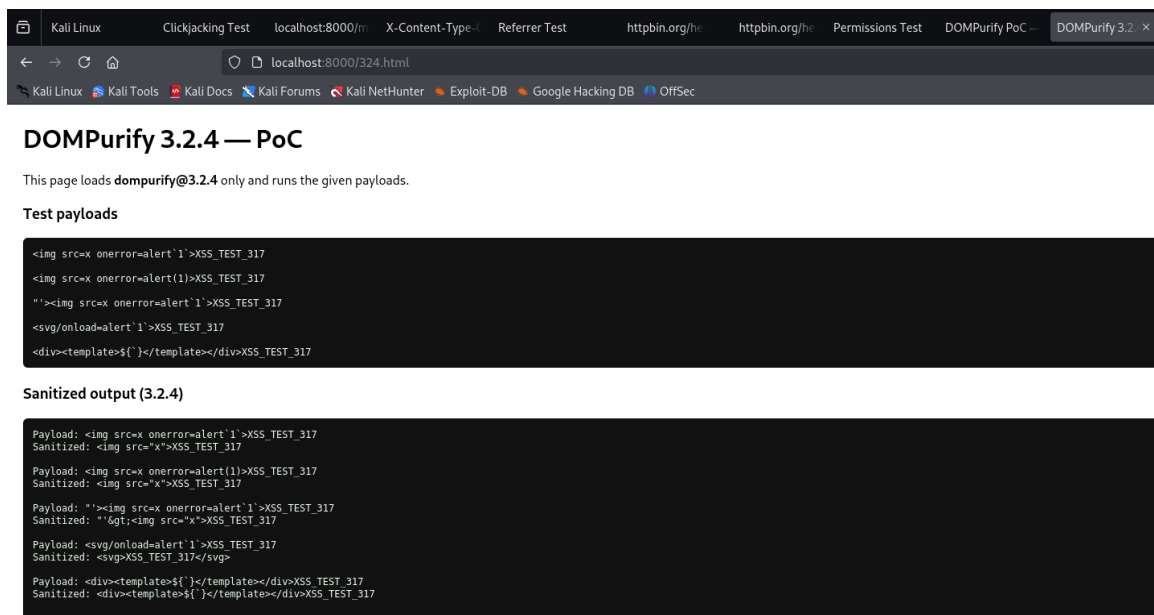 Kali Linux Clickjacking Test localhost:8000/m X-Content-Type-( Referrer Test httpbin.org/he httpbin.org/he Permissions Test DOMPurify PoC — DOMPurify 3.2. ×
localhost:8000/324.html
Kali Linux Kali Tools Kali Docs Kali Forums Kali NetHunter Exploit-DB Google Hacking DB OffSec
DOMPurify 3.2.4 — PoC
This page loads dompurify@3.2.4 only and runs the given payloads.
Test payloads
<img src=x onerror=alert`1`>XSS_TEST_317
<img src=x onerror=alert(1)>XSS_TEST_317
"'><img src=x onerror=alert`1`>XSS_TEST_317
<svg/onload=alert`1`>XSS_TEST_317
<div><template>${`}</template></div>XSS_TEST_317
Sanitized output (3.2.4)
Payload: <img src=x onerror=alert`1`>XSS_TEST_317
Sanitized: <img src="x">XSS_TEST_317
Payload: <img src=x onerror=alert(1)>XSS_TEST_317
Sanitized: <img src="x">XSS_TEST_317
Payload: "'><img src=x onerror=alert`1`>XSS_TEST_317
Sanitized: "'&gt;<img src="x">XSS_TEST_317
Payload: <svg/onload=alert`1`>XSS_TEST_317
Sanitized: <svg>XSS_TEST_317</svg>
Payload: <div><template>${`}</template></div>XSS_TEST_317
Sanitized: <div><template>${`}</template></div>XSS_TEST_317